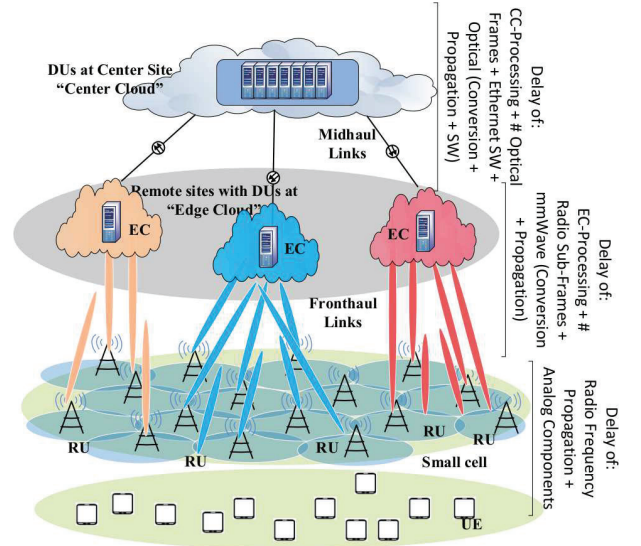 DUs at Center Site
“Center Cloud”
Midhaul
Links
Remote sites with DUs at
“Edge Cloud”
EC
EC
EC
Fronthaul
Links
RU
RU
RU
RU
RU
Small cell
UE
Delay of:
CC-Processing + # Optical
Frames + Ethernet SW +
Optical (Conversion +
Propagation + SW)
Delay of:
EC-Processing + #
Radio Sub-Frames +
mmWave (Conversion
+ Propagation)
Delay of:
Radio Frequency
Propagation +
Analog Components